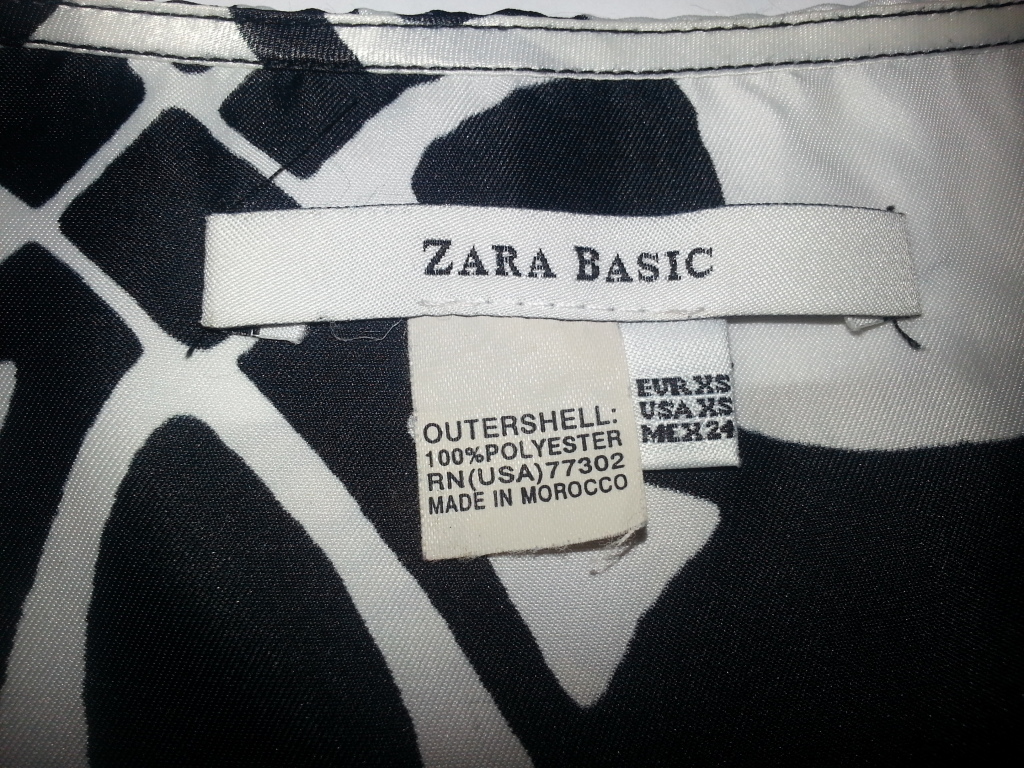 ZARA BASIC
OUTERSHELL:
100%POLYESTER
RN(USA)77302
MADE IN MOROCCO
EUR XS
USA XS
MEX 24